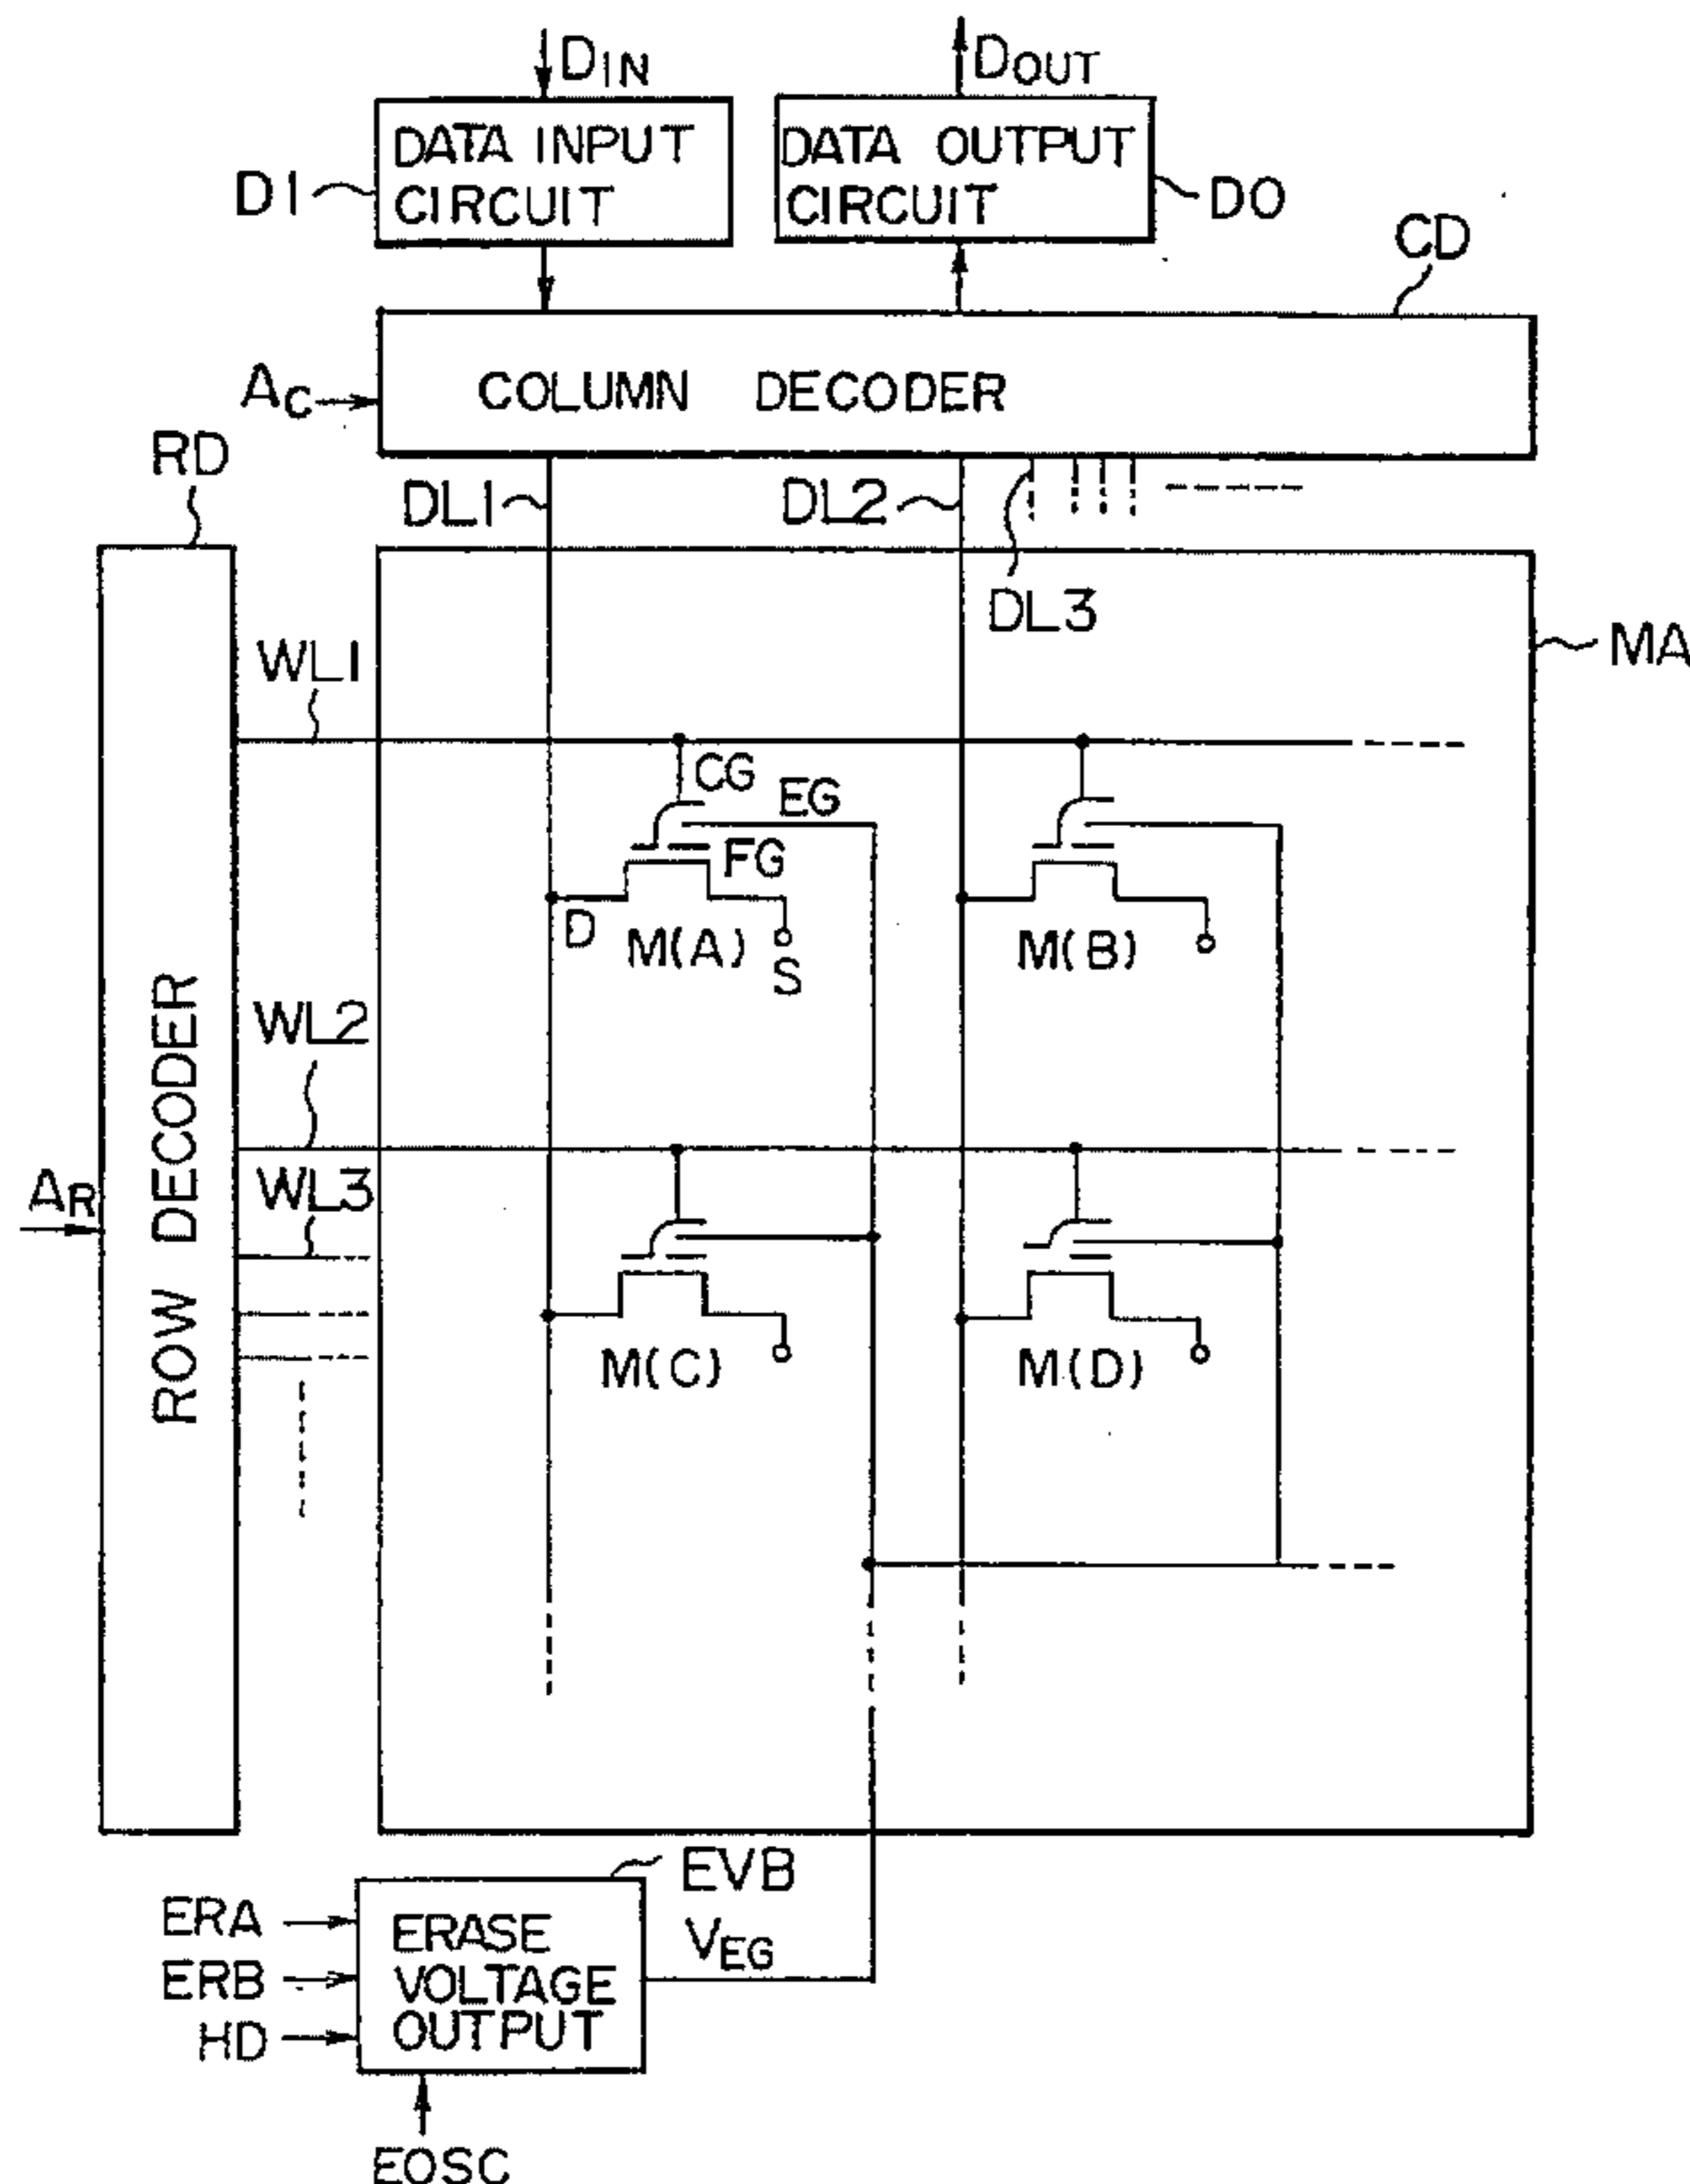 DIN
DOUT
DATA INPUT
CIRCUIT
DATA OUTPUT
CIRCUIT
D1
DO
CD
AC
COLUMN DECODER
RD
DL1
DL2
DL3
MA
WL1
CG
EG
FG
D
M(A)
S
M(B)
WL2
ROW DECODER
AR
WL3
M(C)
M(D)
EVB
ERA
ERB
HD
ERASE
VOLTAGE
OUTPUT
VEG
EOSC